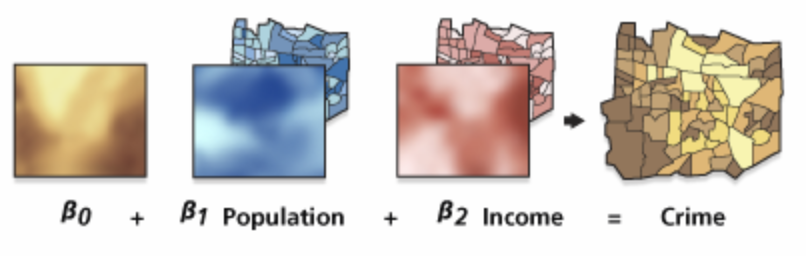 β0 + β1 Population + β2 Income = Crime